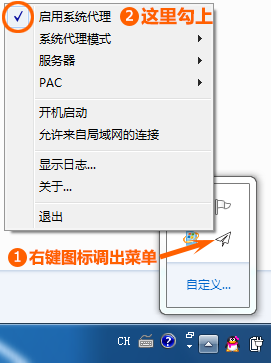 启用系统代理
❷这里勾上
系统代理模式
服务器
PAC
开机启动
允许来自局域网的连接
显示日志...
关于...
退出
❶右键图标调出菜单
自定义...
CH